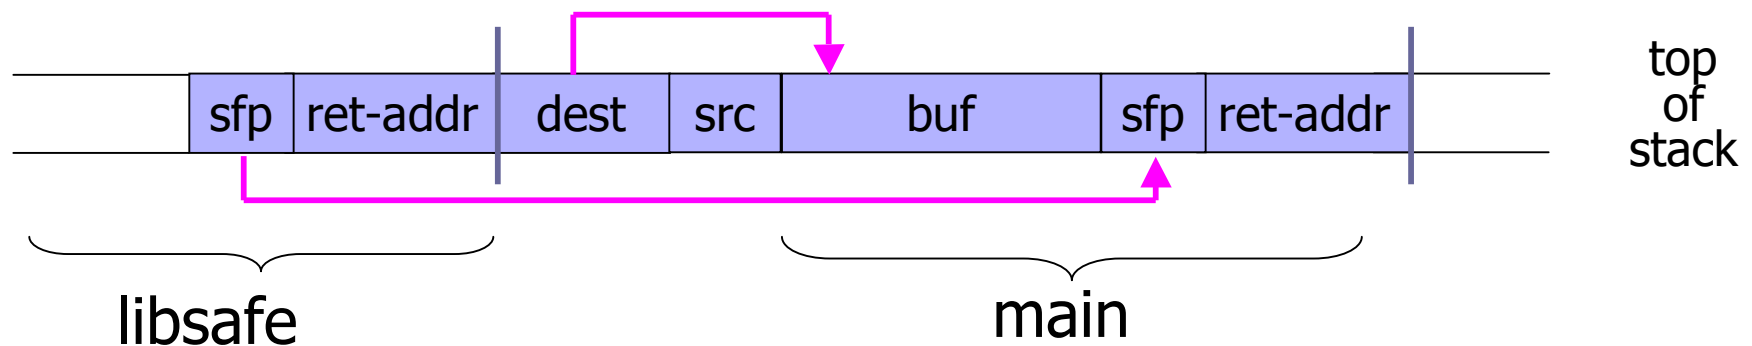 sfp ret-addr dest src buf sfp ret-addr
top
of
stack
libsafe main